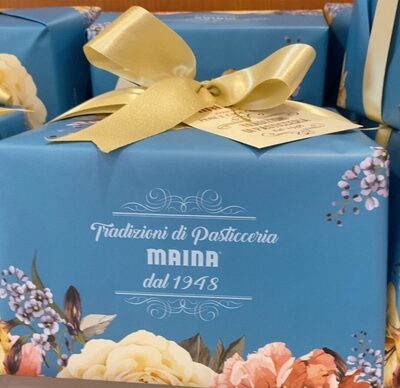 Tradizioni di Pasticceria
MAINA
dal 1948